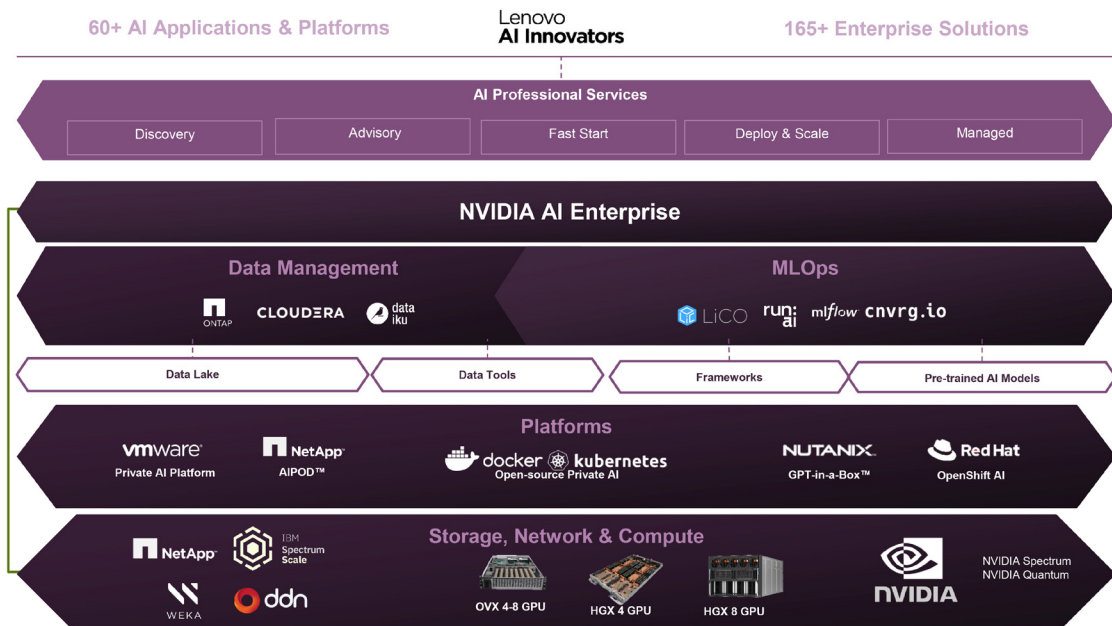 60+ AI Applications & Platforms
Lenovo
AI Innovators
165+ Enterprise Solutions
AI Professional Services
Discovery
Advisory
Fast Start
Deploy & Scale
Managed
NVIDIA AI Enterprise
Data Management
ONTAP
CLOUDERA
data
iku
MLOps
LiCO
run:
ai
mlflow
cnvrg.io
Data Lake
Data Tools
Frameworks
Pre-trained AI Models
Platforms
vmware®
Private AI Platform
NetApp™
AIPOD™
docker
kubernetes
Open-source Private AI
NUTANIX™
GPT-in-a-Box™
Red Hat
OpenShift AI
Storage, Network & Compute
NetApp™
IBM
Spectrum
Scale
WEKA
ddn
OVX 4-8 GPU
HGX 4 GPU
HGX 8 GPU
NVIDIA
NVIDIA Spectrum
NVIDIA Quantum